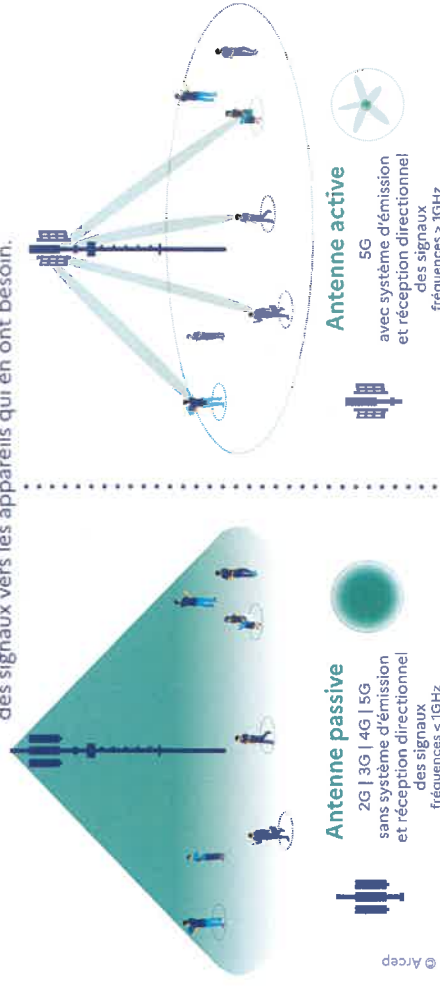 des signaux vers les appareils qui en ont besoin.
Antenne passive
2G | 3G | 4G | 5G
sans système d'émission
et réception directionnel
des signaux
fréquences < 1GHz
Antenne active
5G
avec système d'émission
et réception directionnel
des signaux
fréquences > 1GHz
© Arcep